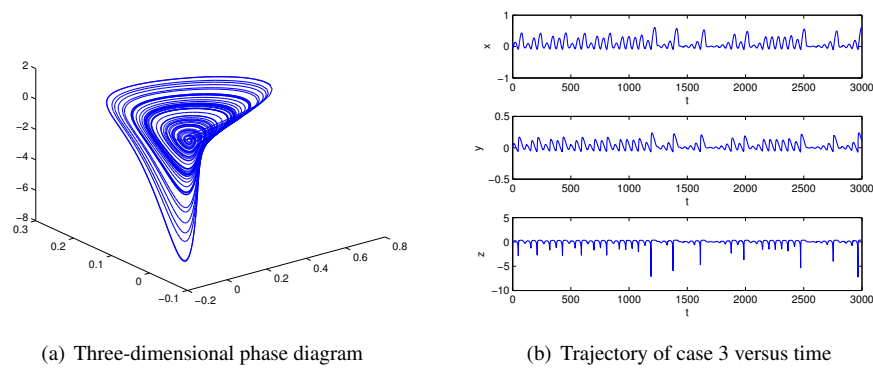 2
0
−2
−4
−6
−8
0.3
0.2
0.1
0
−0.1
−0.2
0
0.2
0.4
0.6
0.8
(a) Three-dimensional phase diagram
1
0
−1
x
0 500 1000 1500 2000 2500 3000
t
0.5
0
−0.5
y
0 500 1000 1500 2000 2500 3000
t
5
0
−5
−10
z
0 500 1000 1500 2000 2500 3000
t
(b) Trajectory of case 3 versus time